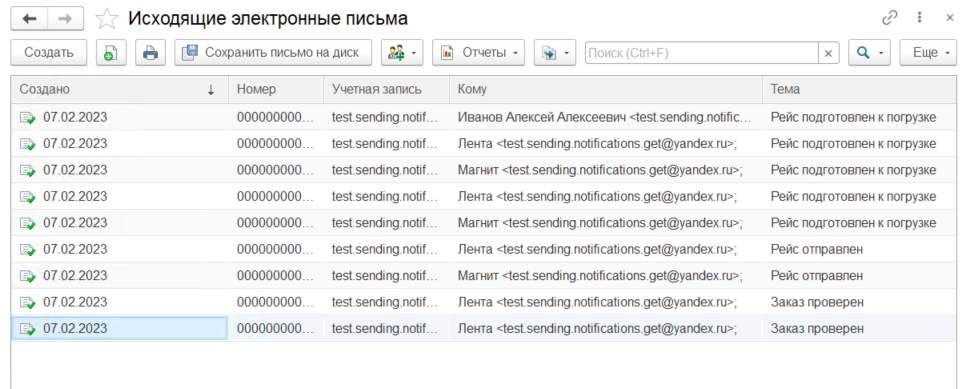 Исходящие электронные письма
Создать Сохранить письмо на диск Отчеты Поиск (Ctrl+F) × Еще
Создано ↓ Номер Учетная запись Кому Тема
07.02.2023 000000000... test.sending.notif... Иванов Алексей Алексеевич <test.sending.notific... Рейс подготовлен к погрузке
07.02.2023 000000000... test.sending.notif... Лента <test.sending.notifications.get@yandex.ru>; Рейс подготовлен к погрузке
07.02.2023 000000000... test.sending.notif... Магнит <test.sending.notifications.get@yandex.ru>; Рейс подготовлен к погрузке
07.02.2023 000000000... test.sending.notif... Лента <test.sending.notifications.get@yandex.ru>; Рейс подготовлен к погрузке
07.02.2023 000000000... test.sending.notif... Магнит <test.sending.notifications.get@yandex.ru>; Рейс подготовлен к погрузке
07.02.2023 000000000... test.sending.notif... Лента <test.sending.notifications.get@yandex.ru>; Рейс отправлен
07.02.2023 000000000... test.sending.notif... Магнит <test.sending.notifications.get@yandex.ru>; Рейс отправлен
07.02.2023 000000000... test.sending.notif... Лента <test.sending.notifications.get@yandex.ru>; Заказ проверен
07.02.2023 000000000... test.sending.notif... Лента <test.sending.notifications.get@yandex.ru>; Заказ проверен